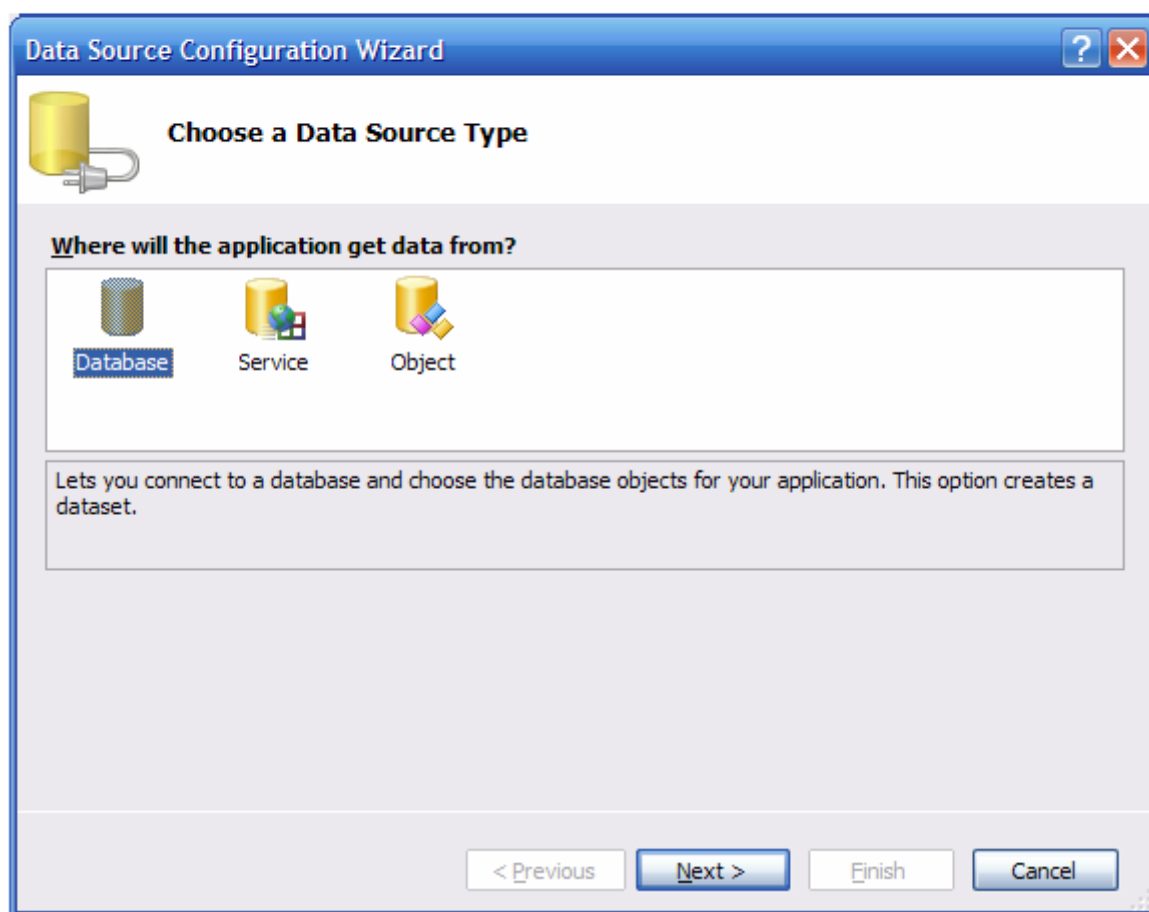 Data Source Configuration Wizard
?
Choose a Data Source Type
Where will the application get data from?
Database
Service
Object
Lets you connect to a database and choose the database objects for your application. This option creates a
dataset.
< Previous
Next >
Finish
Cancel